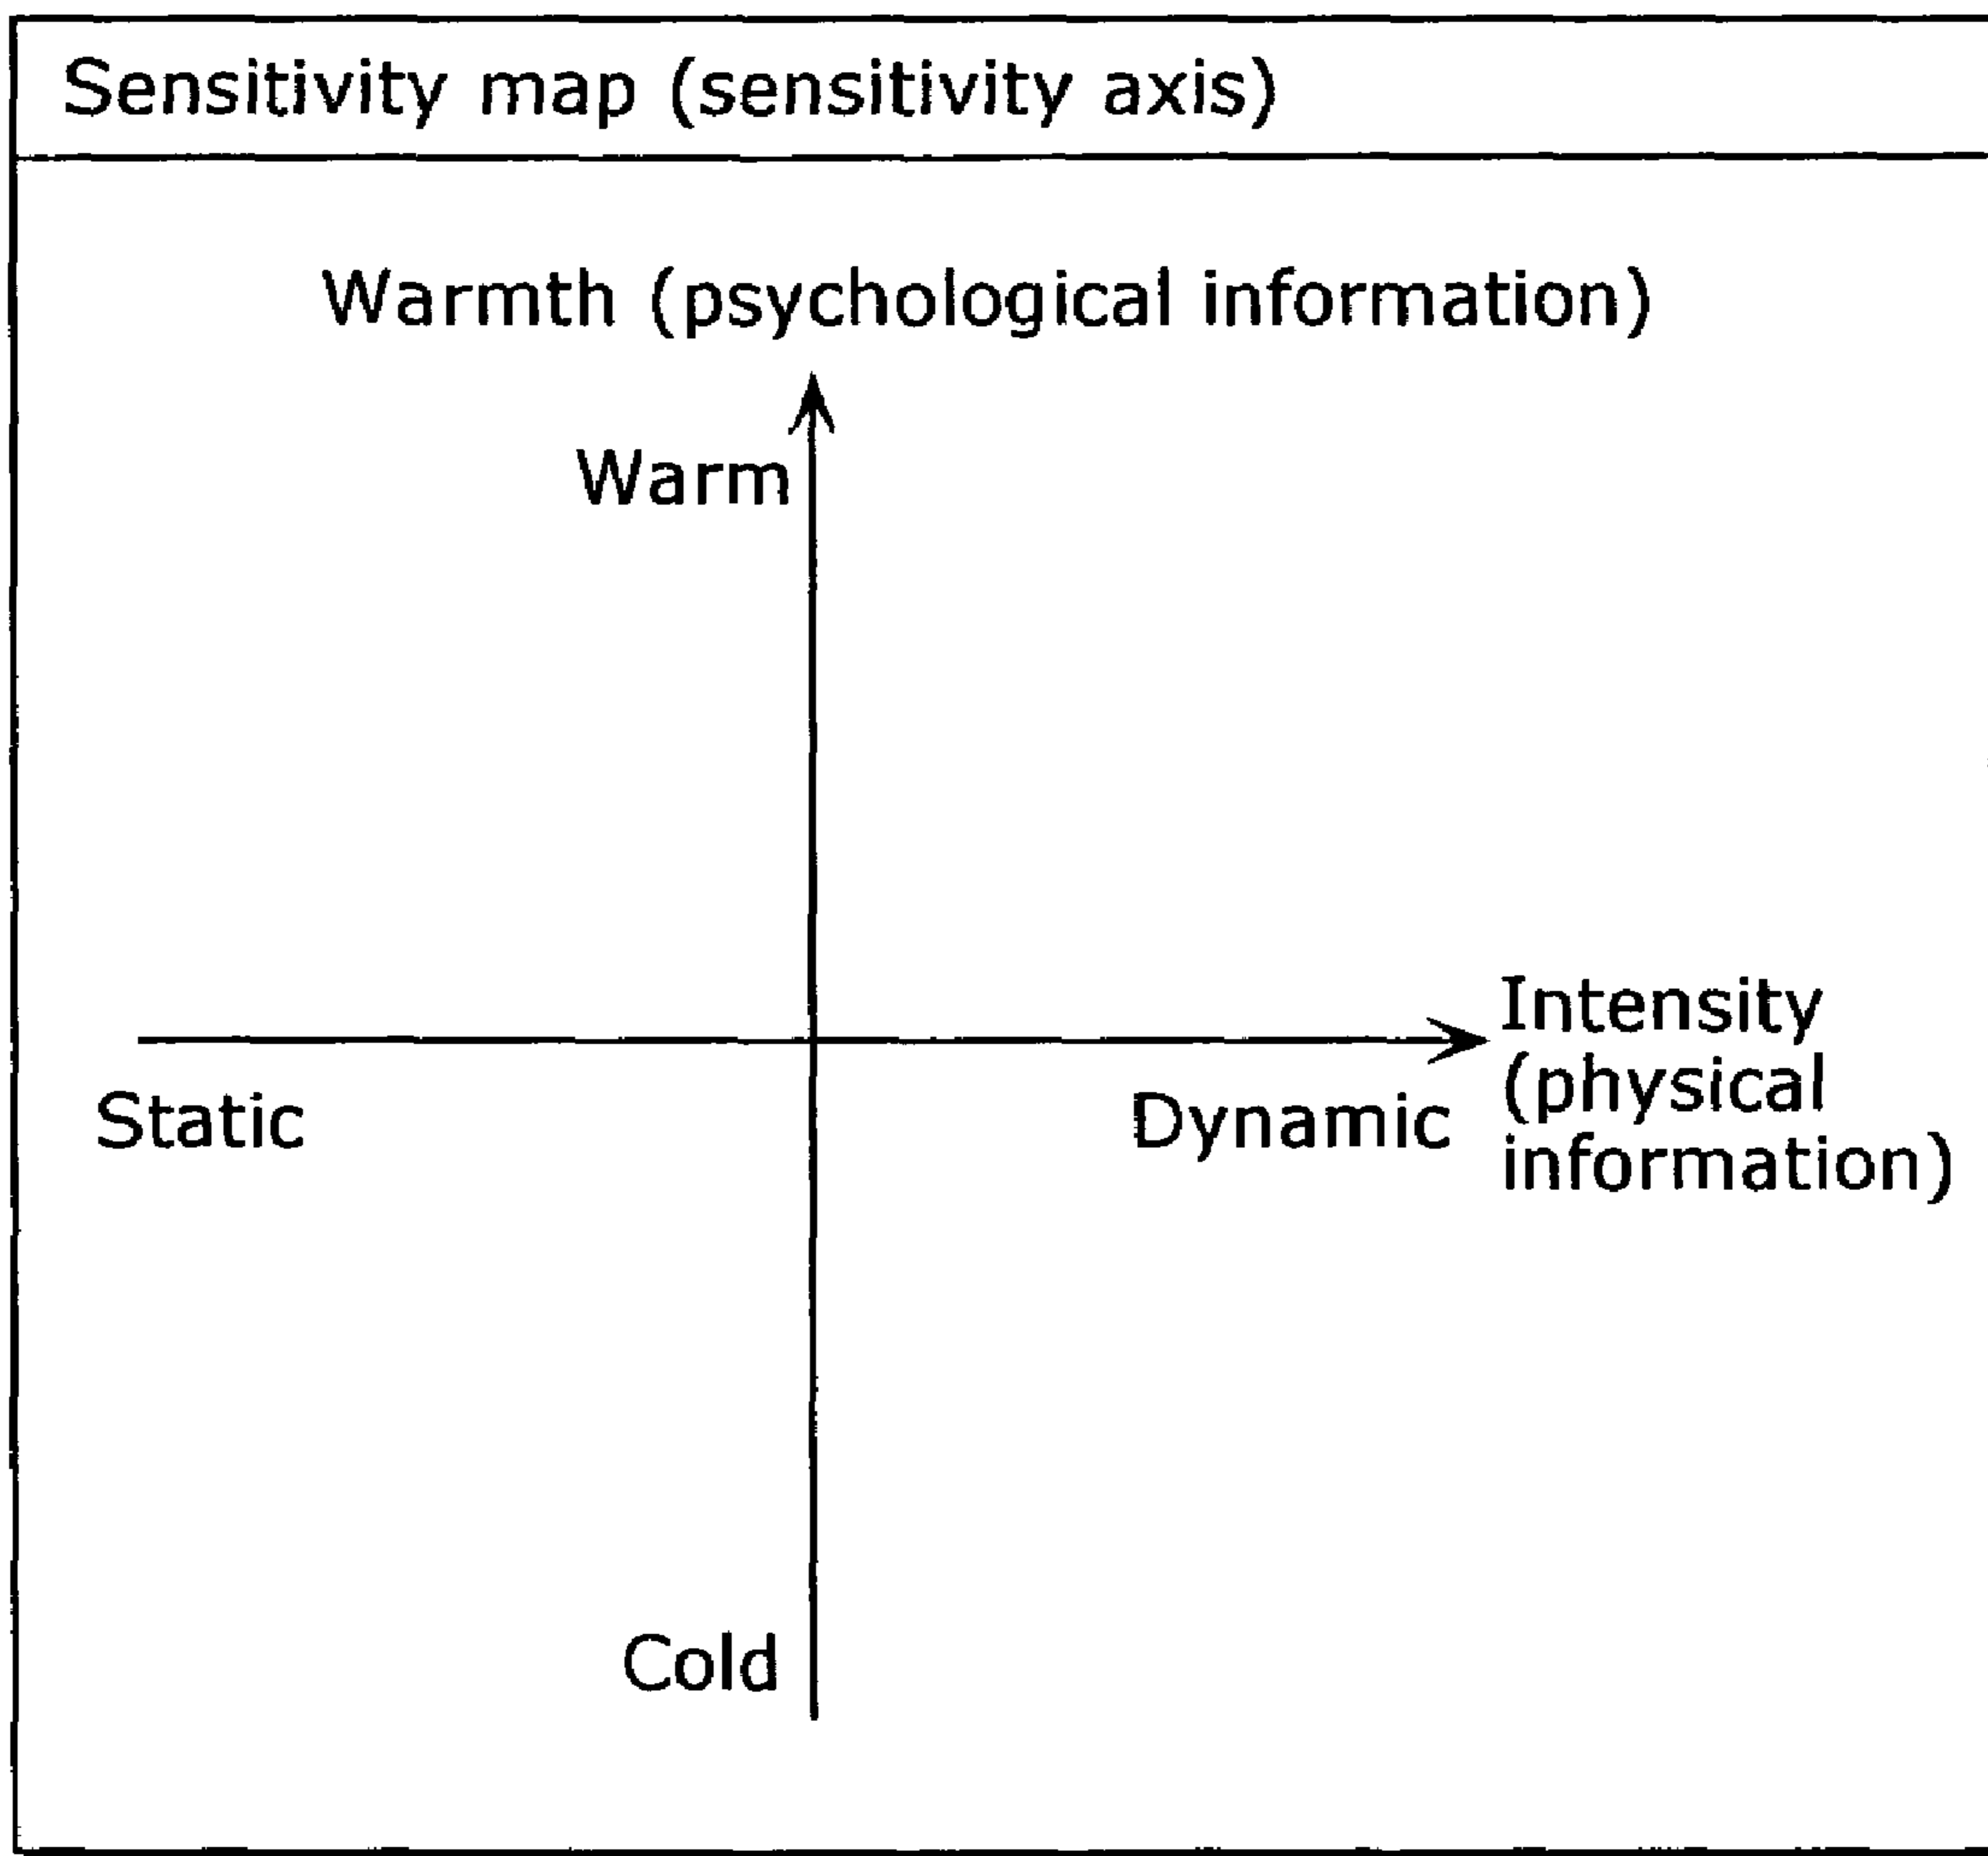 Sensitivity map (sensitivity axis)
Warmth (psychological information)
Warm
Intensity
(physical
information)
Static
Dynamic
Cold